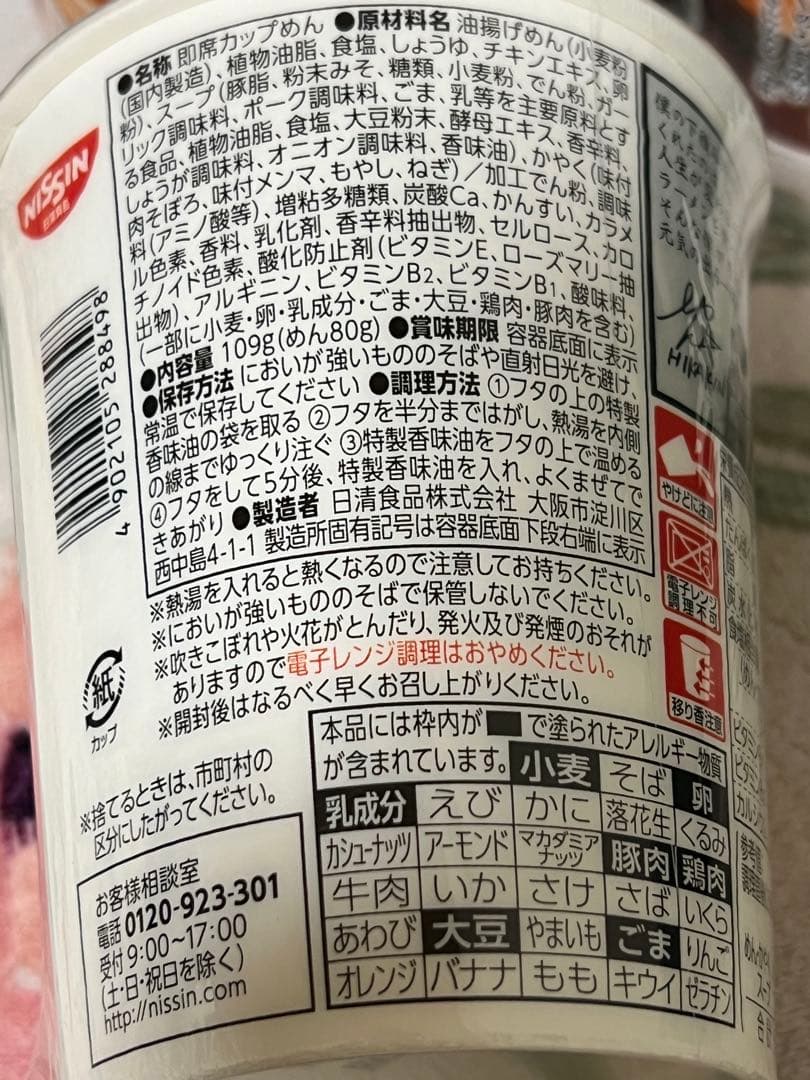 ●名称 即席カップめん ●原材料名 油揚げめん(小麦粉
(国内製造)、植物油脂、食塩、しょうゆ、チキンエキス、卵
粉)、スープ(豚脂、粉末みそ、糖類、小麦粉、でん粉、ガー
リック調味料、ポーク調味料、ごま、乳等を主要原料とす
る食品、植物油脂、食塩、大豆粉末、酵母エキス、香辛料、
しょうが調味料、オニオン調味料、香味油)、かやく(味付
肉そぼろ、味付メンマ、もやし、ねぎ)/加工でん粉、調味
料(アミノ酸等)、増粘多糖類、炭酸Ca、かんすい、カラメ
ル色素、香料、乳化剤、香辛料抽出物、セルロース、カロ
チノイド色素、酸化防止剤(ビタミンE、ローズマリー抽
出物)、アルギニン、ビタミンB2、ビタミンB1、酸味料、
(一部に小麦・卵・乳成分・ごま・大豆・鶏肉・豚肉を含む)
●内容量 109g(めん80g) ●賞味期限 容器底面に表示
●保存方法 においが強いもののそばや直射日光を避け、
常温で保存してください ●調理方法 ①フタの上の特製
香味油の袋を取る ②フタを半分まではがし、熱湯を内側
の線までゆっくり注ぐ ③特製香味油をフタの上で温める
④フタをして5分後、特製香味油を入れ、よくまぜてで
きあがり ●製造者 日清食品株式会社 大阪市淀川区
西中島4-1-1 製造所固有記号は容器底面下段右端に表示
NISSIN
日清食品
4 902105 288498
※熱湯を入れると熱くなるので注意してお持ちください。
※においが強いもののそばで保管しないでください。
※吹きこぼれや火花がとんだり、発火及び発煙のおそれが
ありますので電子レンジ調理はおやめください。
※開封後はなるべく早くお召し上がりください。
紙
カップ
※捨てるときは、市町村の
区分にしたがってください。
お客様相談室
電話 0120-923-301
受付 9:00～17:00
(土・日・祝日を除く)
http://nissin.com
本品には枠内が■で塗られたアレルギー物質
が含まれています。 小麦 そば 卵
乳成分 えび かに 落花生 くるみ
カシューナッツ アーモンド マカダミアナッツ 豚肉 鶏肉
牛肉 いか さけ さば いくら
あわび 大豆 やまいも ごま りんご
オレンジ バナナ もも キウイ ゼラチン
やけどに注意
電子レンジ
調理不可
移り香注意
人生が
ラーメン